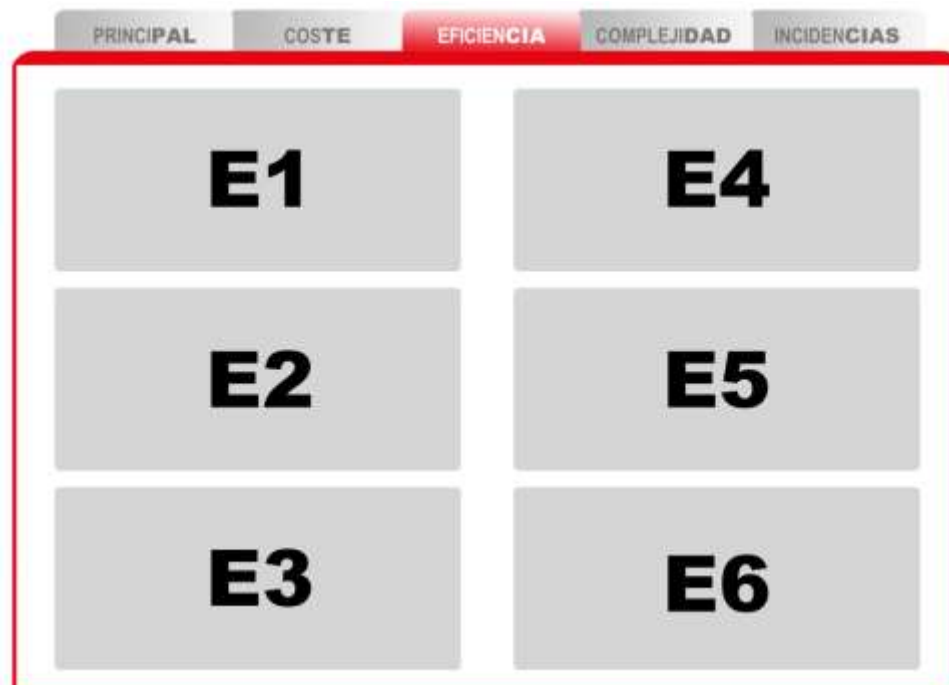 PRINCIPAL COSTE EFICIENCIA COMPLEJIDAD INCIDENCIAS
E1 E4
E2 E5
E3 E6